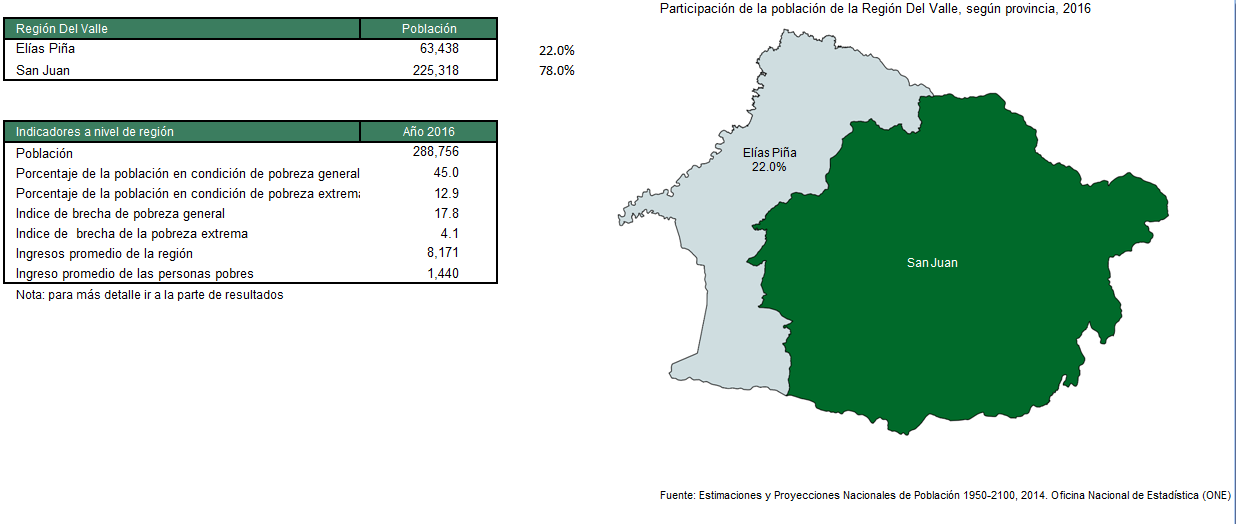 Región Del Valle Población
Elías Piña 63,438 22.0%
San Juan 225,318 78.0%
Indicadores a nivel de región Año 2016
Población 288,756
Porcentaje de la población en condición de pobreza general 45.0
Porcentaje de la población en condición de pobreza extrema 12.9
Indice de brecha de pobreza general 17.8
Indice de brecha de la pobreza extrema 4.1
Ingresos promedio de la región 8,171
Ingreso promedio de las personas pobres 1,440
Nota: para más detalle ir a la parte de resultados
Participación de la población de la Región Del Valle, según provincia, 2016
Elías Piña
22.0%
San Juan
Fuente: Estimaciones y Proyecciones Nacionales de Población 1950-2100, 2014. Oficina Nacional de Estadística (ONE)